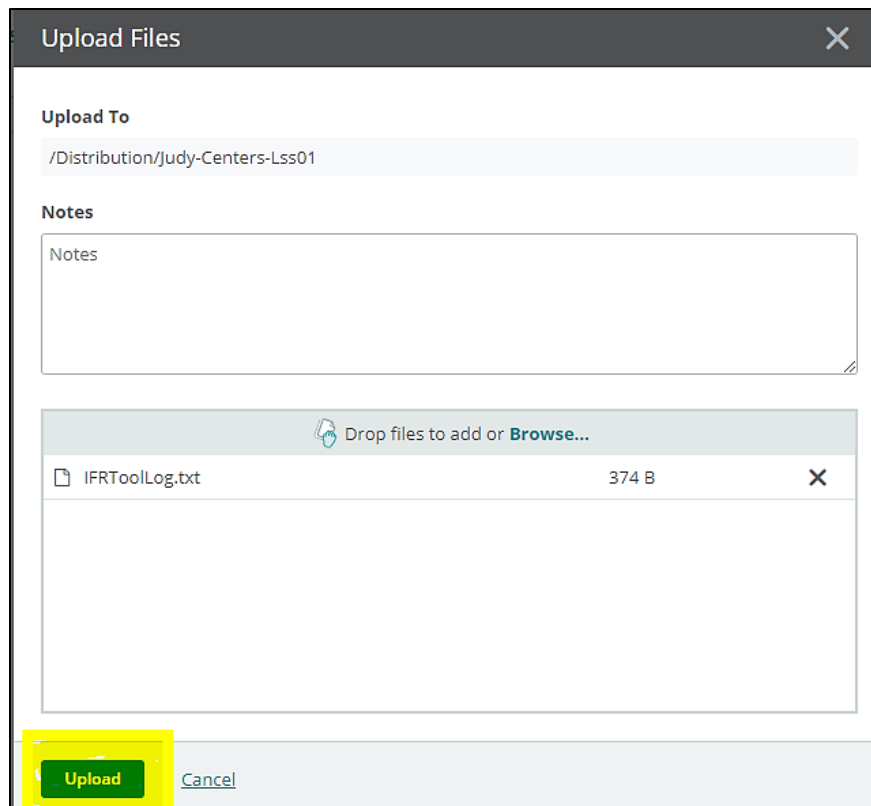 Upload Files
Upload To
/Distribution/Judy-Centers-Lss01
Notes
Notes
Drop files to add or Browse...
IFRToolLog.txt 374 B
Upload Cancel